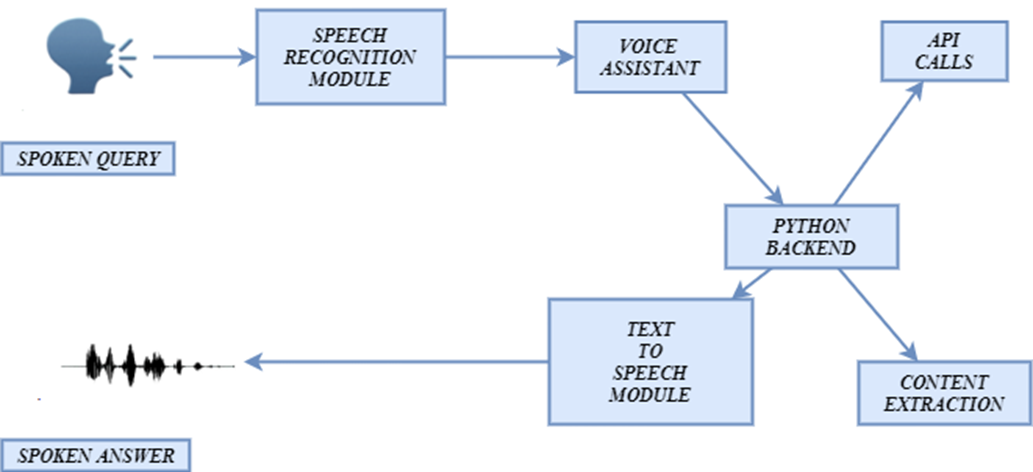 SPEECH
RECOGNITION
MODULE
VOICE
ASSISTANT
API
CALLS
SPOKEN QUERY
PYTHON
BACKEND
TEXT
TO
SPEECH
MODULE
CONTENT
EXTRACTION
SPOKEN ANSWER